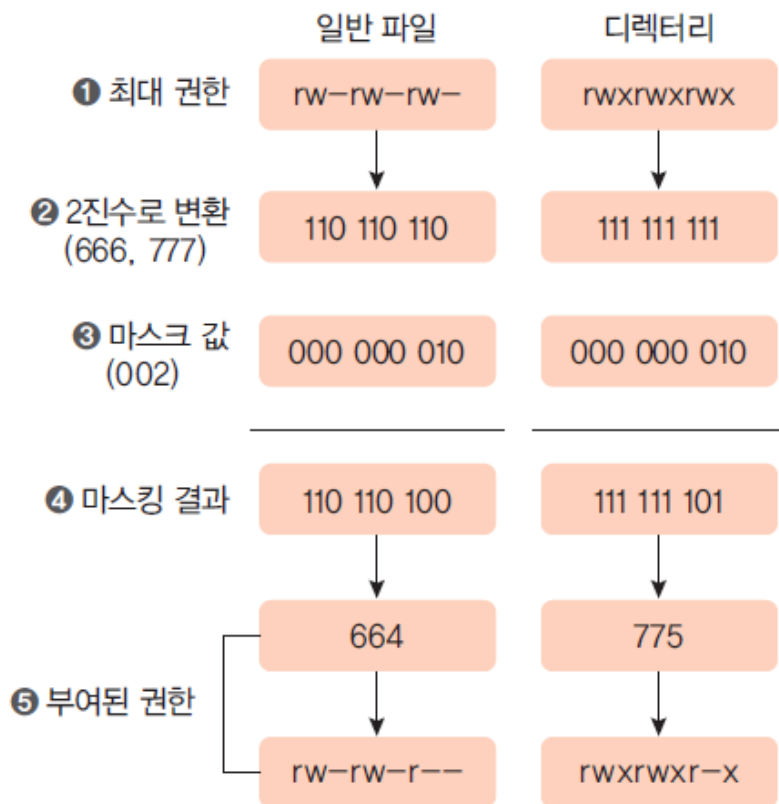 일반 파일 디렉터리
❶ 최대 권한 rw-rw-rw- rwxrwxrwx
❷ 2진수로 변환
(666, 777)
110 110 110 111 111 111
❸ 마스크 값
(002)
000 000 010 000 000 010
❹ 마스킹 결과 110 110 100 111 111 101
664 775
❺ 부여된 권한
rw-rw-r-- rwxrwxr-x